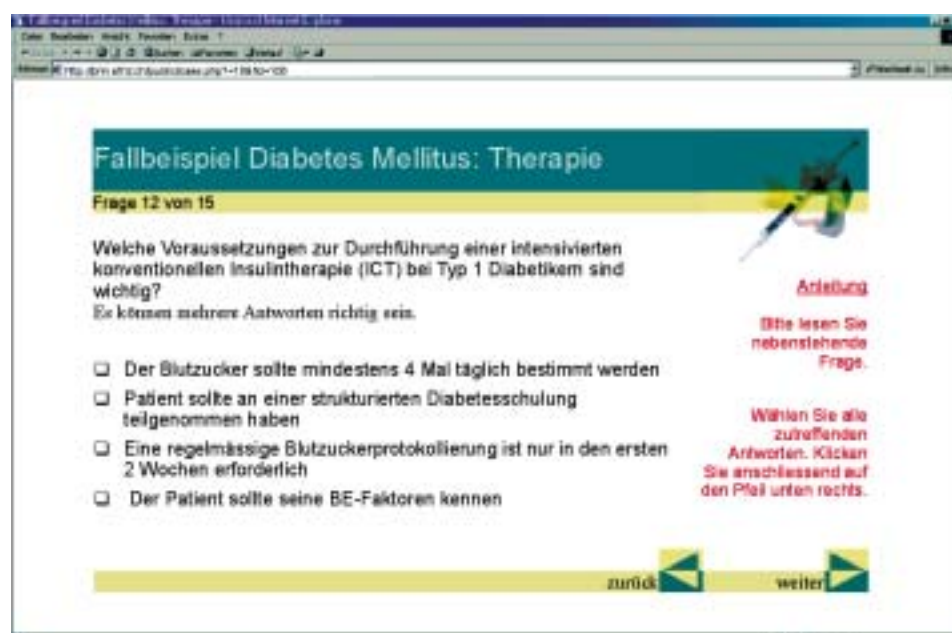 Fallbeispiel Diabetes Mellitus: Therapie
Frage 12 von 15
Welche Voraussetzungen zur Durchführung einer intensivierten
konventionellen Insulintherapie (ICT) bei Typ 1 Diabetikern sind
wichtig?
Es können mehrere Antworten richtig sein.
Der Blutzucker sollte mindestens 4 Mal täglich bestimmt werden
Patient sollte an einer strukturierten Diabetesschulung
teilgenommen haben
Eine regelmässige Blutzuckerprotokollierung ist nur in den ersten
2 Wochen erforderlich
Der Patient sollte seine BE-Faktoren kennen
Anleitung
Bitte lesen Sie
nebenstehende
Frage.
Wählen Sie alle
zutreffenden
Antworten. Klicken
Sie anschliessend auf
den Pfeil unten rechts.
zurück
weiter